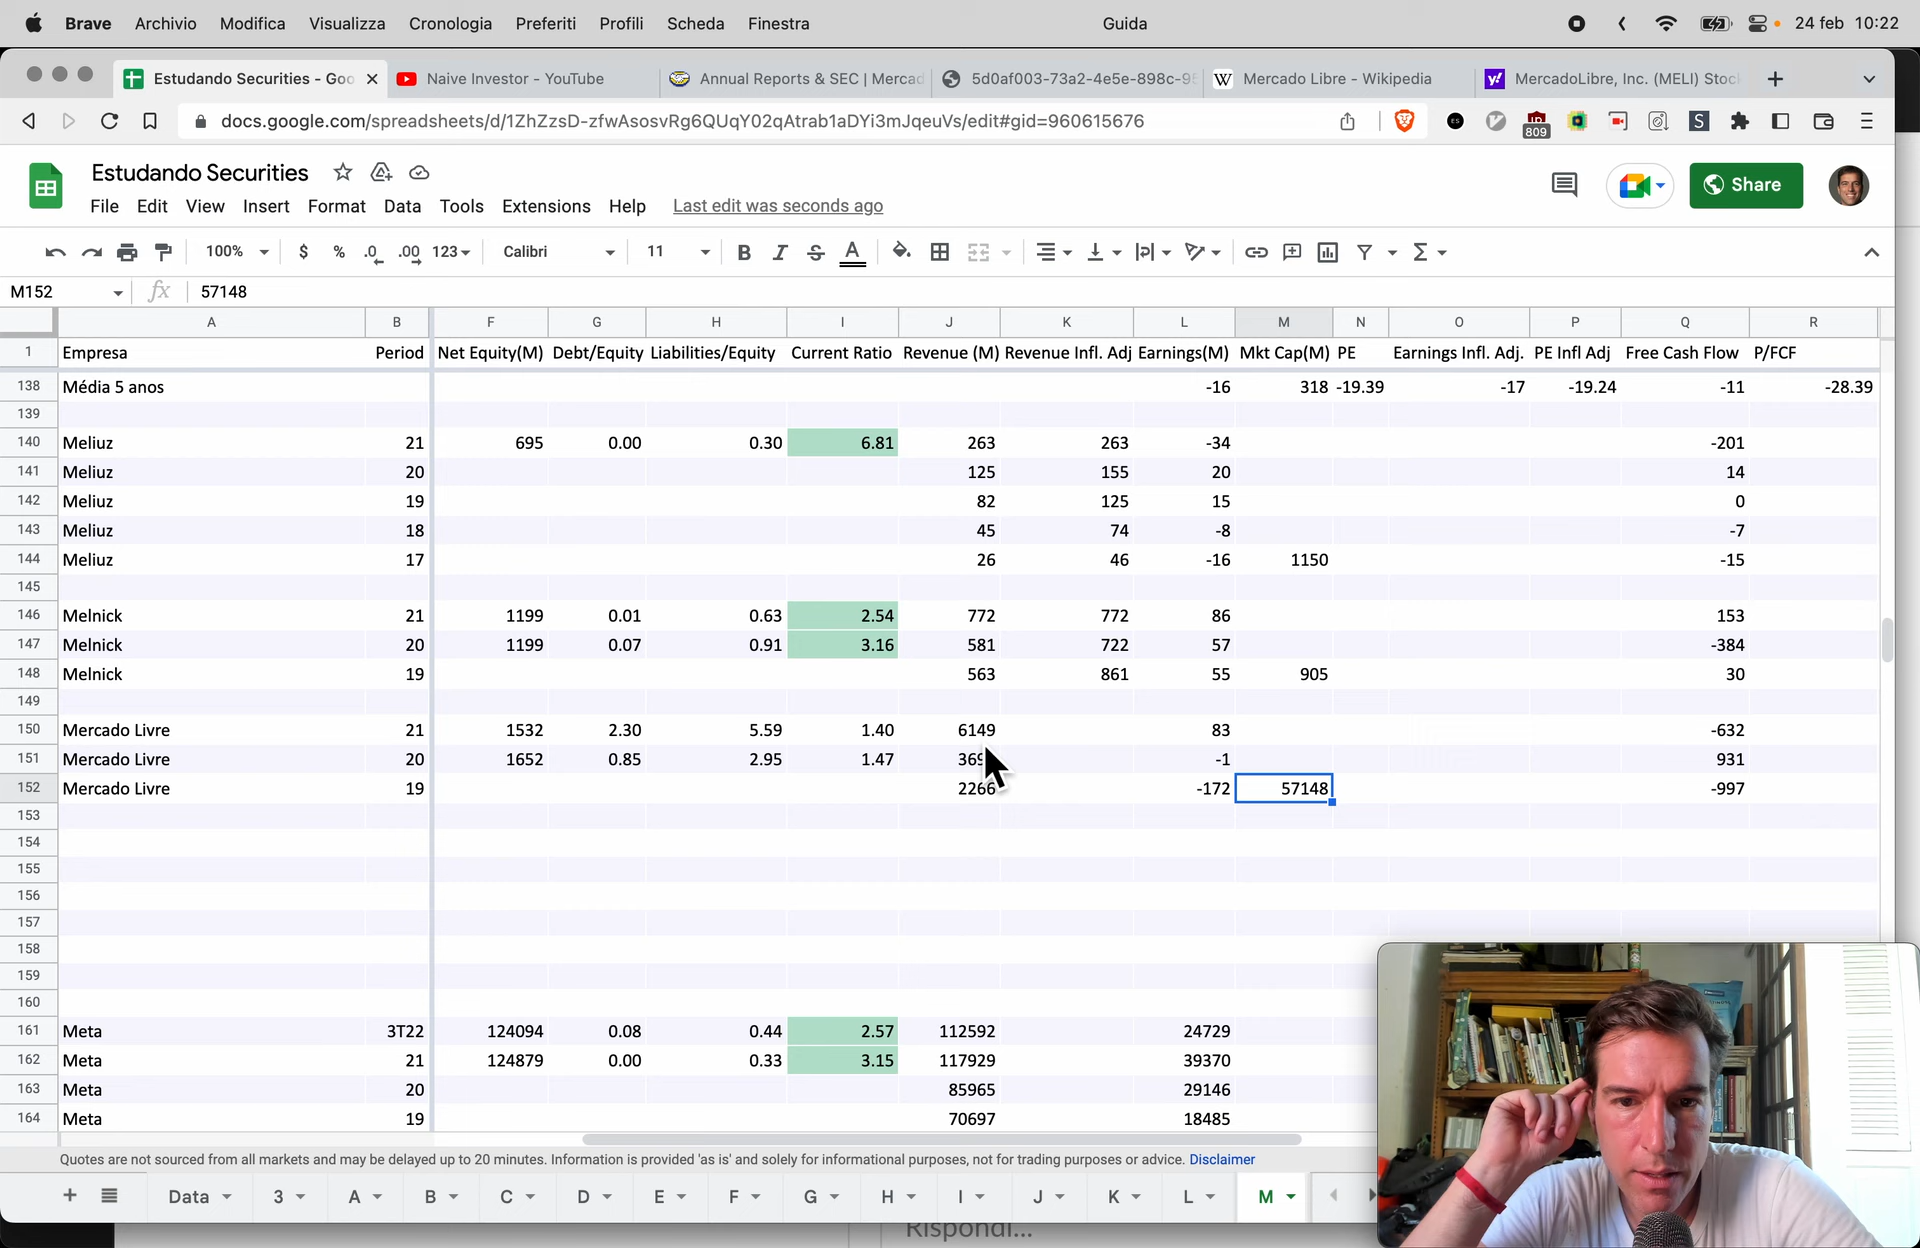 Brave Archivio Modifica Visualizza Cronologia Preferiti Profili Scheda Finestra Guida 24 feb 10:22
Estudando Securities - Goo Naive Investor - YouTube Annual Reports & SEC | Mercad 5d0af003-73a2-4e5e-898c-95 Mercado Libre - Wikipedia MercadoLibre, Inc. (MELI) Stoc
docs.google.com/spreadsheets/d/1ZhZzsD-zfwAsosvRg6QUqY02qAtrab1aDYi3mJqeuVs/edit#gid=960615676 809
Estudando Securities Share
File Edit View Insert Format Data Tools Extensions Help Last edit was seconds ago
100% $ % .0 .00 123 Calibri 11 B I S A
M152 fx 57148
A B F G H I J K L M N O P Q R
1 Empresa Period Net Equity(M) Debt/Equity Liabilities/Equity Current Ratio Revenue (M) Revenue Infl. Adj Earnings(M) Mkt Cap(M) PE Earnings Infl. Adj. PE Infl Adj Free Cash Flow P/FCF
138 Média 5 anos -16 318 -19.39 -17 -19.24 -11 -28.39
139
140 Meliuz 21 695 0.00 0.30 6.81 263 263 -34 -201
141 Meliuz 20 125 155 20 14
142 Meliuz 19 82 125 15 0
143 Meliuz 18 45 74 -8 -7
144 Meliuz 17 26 46 -16 1150 -15
145
146 Melnick 21 1199 0.01 0.63 2.54 772 772 86 153
147 Melnick 20 1199 0.07 0.91 3.16 581 722 57 -384
148 Melnick 19 563 861 55 905 30
149
150 Mercado Livre 21 1532 2.30 5.59 1.40 6149 83 -632
151 Mercado Livre 20 1652 0.85 2.95 1.47 -1 931
152 Mercado Livre 19 2266 -172 57148 -997
153
154
155
156
157
158
159
160
161 Meta 3T22 124094 0.08 0.44 2.57 112592 24729
162 Meta 21 124879 0.00 0.33 3.15 117929 39370
163 Meta 20 85965 29146
164 Meta 19 70697 18485
Quotes are not sourced from all markets and may be delayed up to 20 minutes. Information is provided 'as is' and solely for informational purposes, not for trading purposes or advice. Disclaimer
Data 3 A B C D E F G H I J K L M
Rispondi...